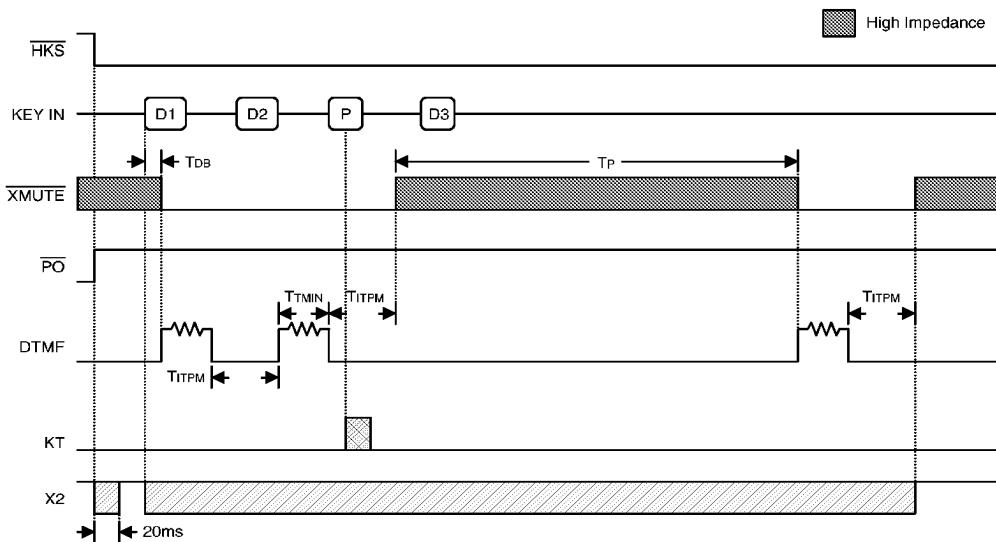 High Impedance
HKS
KEY IN D1 D2 P D3
TDB TP
XMUTE
PO
TTMIN TITPM TITPM
DTMF
TITPM
KT
X2
20ms